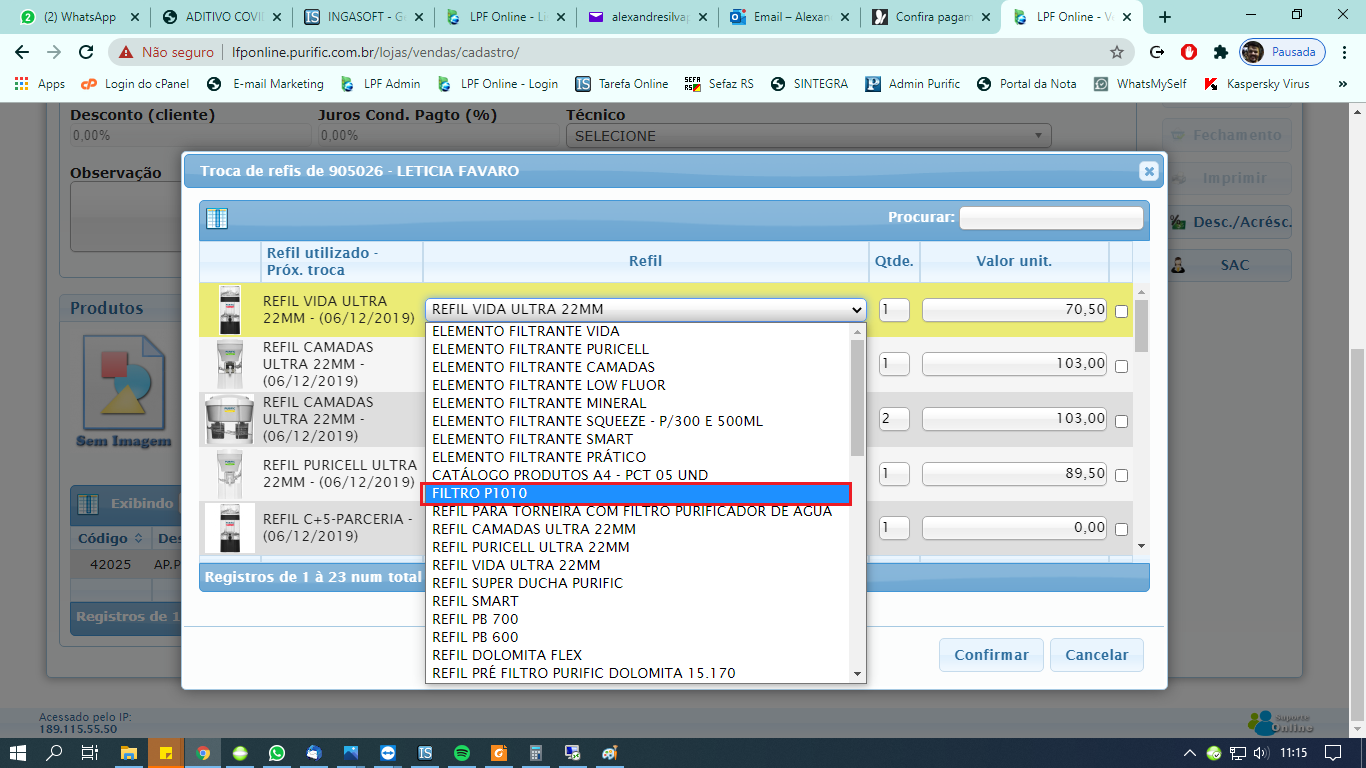 (2) WhatsApp
ADITIVO COVI
INGASOFT - Ge
LPF Online - Li
alexandresilvap
Email – Alexan
Confira pagam
LPF Online - Ve
Não seguro
lfponline.purific.com.br/lojas/vendas/cadastro/
Pausada
Apps
Login do cPanel
E-mail Marketing
LPF Admin
LPF Online - Login
Tarefa Online
Sefaz RS
SINTEGRA
Admin Purific
Portal da Nota
WhatsMySelf
Kaspersky Virus
»
Desconto (cliente)
Juros Cond. Pagto (%)
Técnico
0,00%
0,00%
SELECIONE
Fechamento
Observação
Imprimir
Desc./Acrésc.
SAC
Troca de refis de 905026 - LETICIA FAVARO
Procurar:
Refil utilizado -
Próx. troca
Refil
Qtde.
Valor unit.
REFIL VIDA ULTRA
22MM - (06/12/2019)
REFIL VIDA ULTRA 22MM
1
70,50
REFIL CAMADAS
ULTRA 22MM -
(06/12/2019)
1
103,00
REFIL CAMADAS
ULTRA 22MM -
(06/12/2019)
2
103,00
REFIL PURICELL ULTRA
22MM - (06/12/2019)
1
89,50
REFIL C+5-PARCERIA -
(06/12/2019)
1
0,00
ELEMENTO FILTRANTE VIDA
ELEMENTO FILTRANTE PURICELL
ELEMENTO FILTRANTE CAMADAS
ELEMENTO FILTRANTE LOW FLUOR
ELEMENTO FILTRANTE MINERAL
ELEMENTO FILTRANTE SQUEEZE - P/300 E 500ML
ELEMENTO FILTRANTE SMART
ELEMENTO FILTRANTE PRÁTICO
CATÁLOGO PRODUTOS A4 - PCT 05 UND
FILTRO P1010
REFIL PARA TORNEIRA COM FILTRO PURIFICADOR DE ÁGUA
REFIL CAMADAS ULTRA 22MM
REFIL PURICELL ULTRA 22MM
REFIL VIDA ULTRA 22MM
REFIL SUPER DUCHA PURIFIC
REFIL SMART
REFIL PB 700
REFIL PB 600
REFIL DOLOMITA FLEX
REFIL PRÉ FILTRO PURIFIC DOLOMITA 15.170
Registros de 1 à 23 num total
Confirmar
Cancelar
Produtos
Sem Imagem
Exibindo
Código
Des
42025
AP.P
Registros de 1
Acessado pelo IP:
189.115.55.50
Suporte
Online
11:15